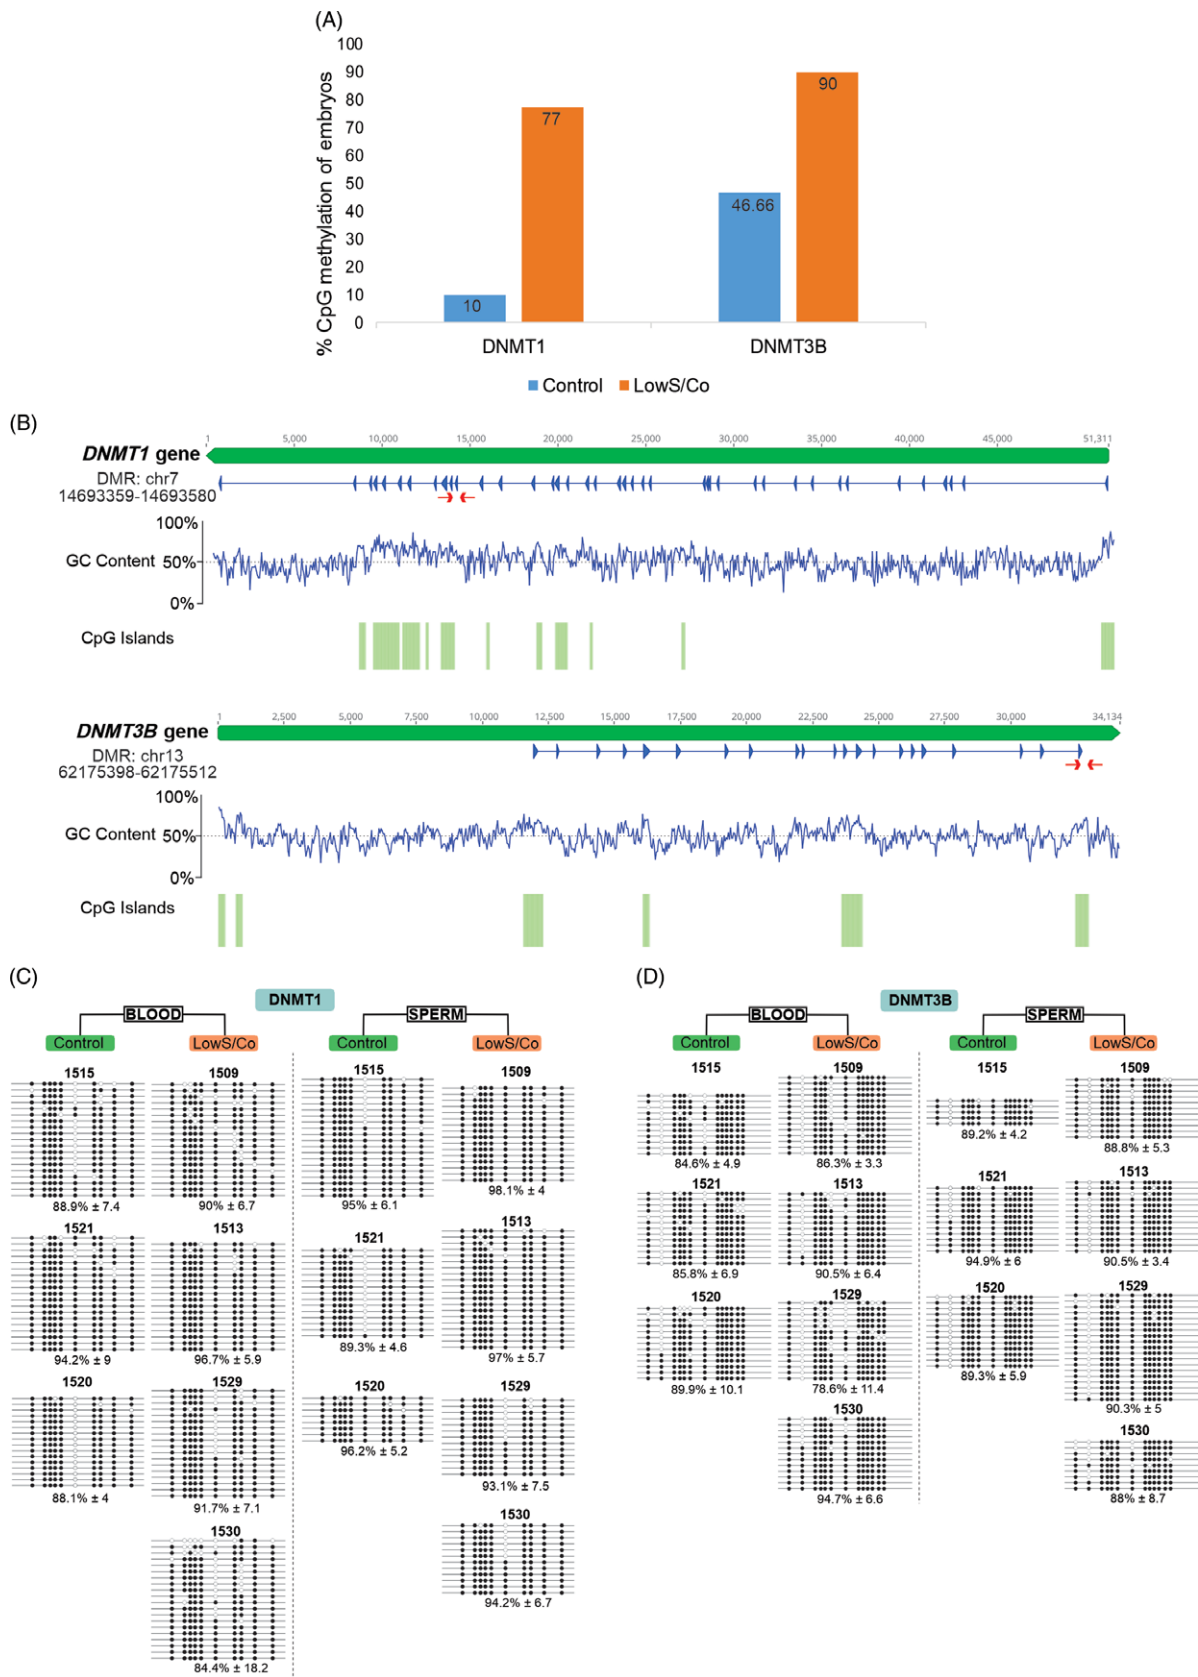 (A)
100
90
80
70
60
50
40
30
20
10
0
% CpG methylation of embryos
10
77
46.66
90
DNMT1
DNMT3B
Control
LowS/Co
(B)
1 5,000 10,000 15,000 20,000 25,000 30,000 35,000 40,000 45,000 51,311
DNMT1 gene
DMR: chr7
14693359-14693580
100%
GC Content 50%
0%
CpG Islands
1 2,500 5,000 7,500 10,000 12,500 15,000 17,500 20,000 22,500 25,000 27,500 30,000 34,134
DNMT3B gene
DMR: chr13
62175398-62175512
100%
GC Content 50%
0%
CpG Islands
(C)
DNMT1
BLOOD
SPERM
Control
LowS/Co
Control
LowS/Co
1515
1509
1515
1509
88.9% ± 7.4
90% ± 6.7
95% ± 6.1
98.1% ± 4
1521
1513
1521
1513
94.2% ± 9
96.7% ± 5.9
89.3% ± 4.6
97% ± 5.7
1520
1529
1520
1529
88.1% ± 4
91.7% ± 7.1
96.2% ± 5.2
93.1% ± 7.5
1530
1530
84.4% ± 18.2
94.2% ± 6.7
(D)
DNMT3B
BLOOD
SPERM
Control
LowS/Co
Control
LowS/Co
1515
1509
1515
1509
84.6% ± 4.9
86.3% ± 3.3
89.2% ± 4.2
88.8% ± 5.3
1521
1513
1521
1513
85.8% ± 6.9
90.5% ± 6.4
94.9% ± 6
90.5% ± 3.4
1520
1529
1520
1529
89.9% ± 10.1
78.6% ± 11.4
89.3% ± 5.9
90.3% ± 5
1530
1530
94.7% ± 6.6
88% ± 8.7